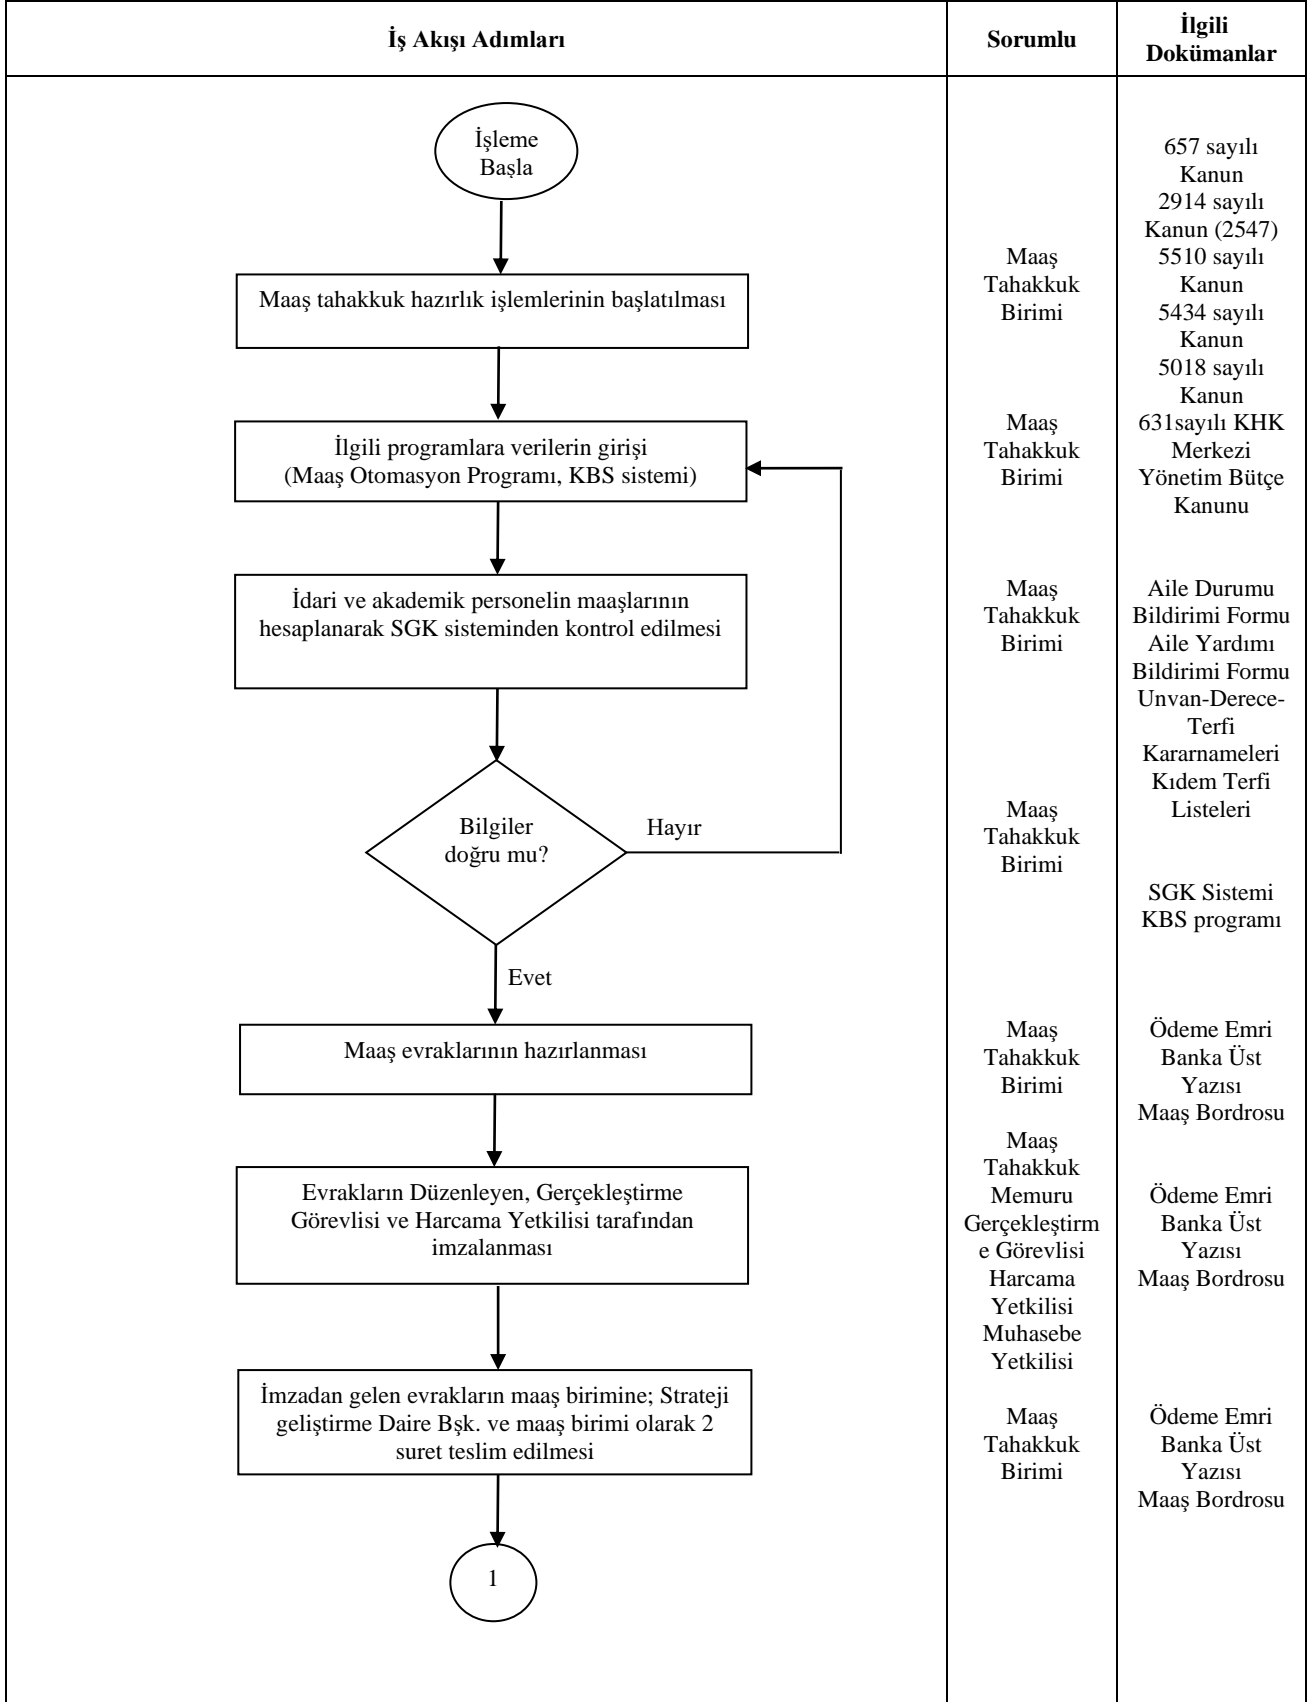 İş Akışı Adımları
Sorumlu
İlgili
Dokümanlar
İşleme
Başla
Maaş tahakkuk hazırlık işlemlerinin başlatılması
İlgili programlara verilerin girişi
(Maaş Otomasyon Programı, KBS sistemi)
İdari ve akademik personelin maaşlarının
hesaplanarak SGK sisteminden kontrol edilmesi
Bilgiler
doğru mu?
Hayır
Evet
Maaş evraklarının hazırlanması
Evrakların Düzenleyen, Gerçekleştirme
Görevlisi ve Harcama Yetkilisi tarafından
imzalanması
İmzadan gelen evrakların maaş birimine; Strateji
geliştirme Daire Bşk. ve maaş birimi olarak 2
suret teslim edilmesi
1
Maaş
Tahakkuk
Birimi
Maaş
Tahakkuk
Birimi
Maaş
Tahakkuk
Birimi
Maaş
Tahakkuk
Birimi
Maaş
Tahakkuk
Birimi
Maaş
Tahakkuk
Memuru
Gerçekleştirm
e Görevlisi
Harcama
Yetkilisi
Muhasebe
Yetkilisi
Maaş
Tahakkuk
Birimi
657 sayılı
Kanun
2914 sayılı
Kanun (2547)
5510 sayılı
Kanun
5434 sayılı
Kanun
5018 sayılı
Kanun
631sayılı KHK
Merkezi
Yönetim Bütçe
Kanunu
Aile Durumu
Bildirimi Formu
Aile Yardımı
Bildirimi Formu
Unvan-Derece-
Terfi
Kararnameleri
Kıdem Terfi
Listeleri
SGK Sistemi
KBS programı
Ödeme Emri
Banka Üst
Yazısı
Maaş Bordrosu
Ödeme Emri
Banka Üst
Yazısı
Maaş Bordrosu
Ödeme Emri
Banka Üst
Yazısı
Maaş Bordrosu